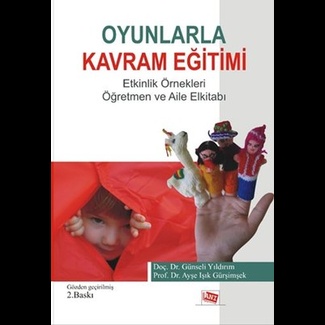 OYUNLARLA
KAVRAM EĞİTİMİ
Etkinlik Örnekleri
Öğretmen ve Aile Elkitabı
Doç. Dr. Günseli Yıldırım
Prof. Dr. Ayşe Işık Gürşimşek
Gözden geçirilmiş
2.Baskı
ANI